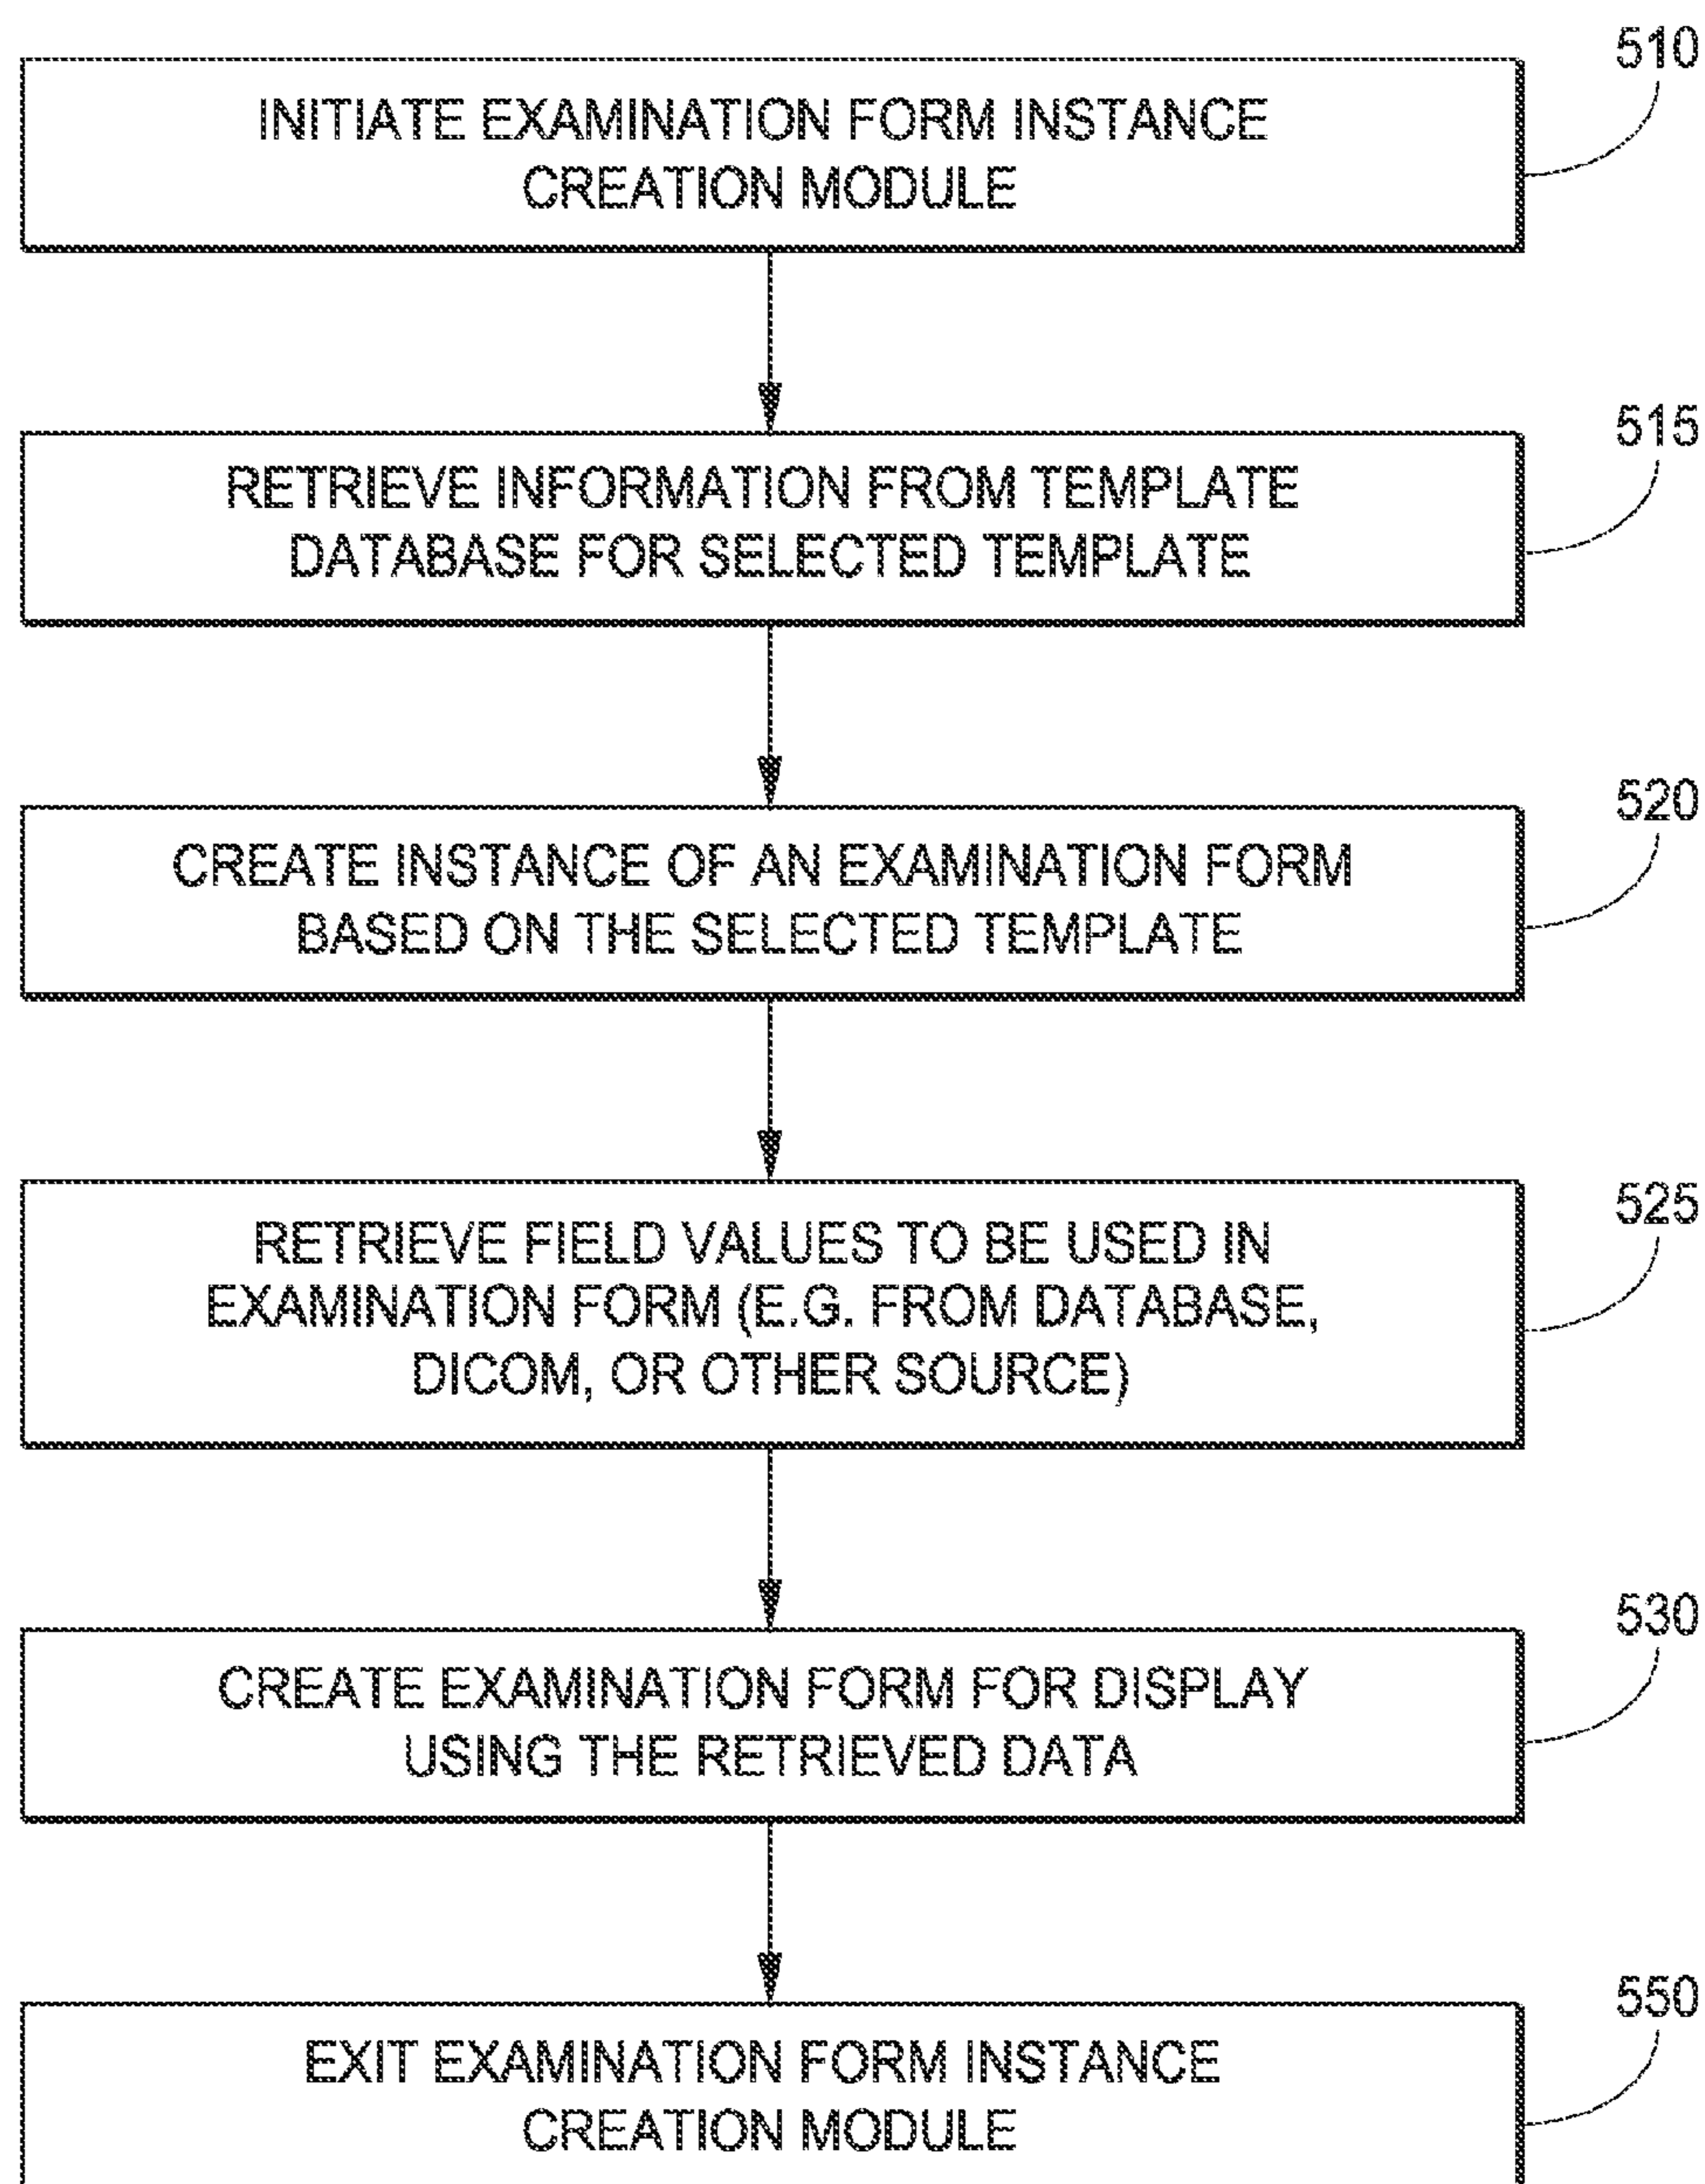 510
INITIATE EXAMINATION FORM INSTANCE
CREATION MODULE
515
RETRIEVE INFORMATION FROM TEMPLATE
DATABASE FOR SELECTED TEMPLATE
520
CREATE INSTANCE OF AN EXAMINATION FORM
BASED ON THE SELECTED TEMPLATE
525
RETRIEVE FIELD VALUES TO BE USED IN
EXAMINATION FORM (E.G. FROM DATABASE,
DICOM, OR OTHER SOURCE)
530
CREATE EXAMINATION FORM FOR DISPLAY
USING THE RETRIEVED DATA
550
EXIT EXAMINATION FORM INSTANCE
CREATION MODULE